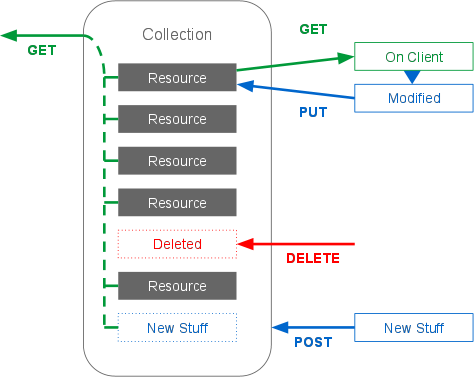 Collection
GET
GET
On Client
Resource
Modified
PUT
Resource
Resource
Resource
Deleted
DELETE
Resource
New Stuff
New Stuff
POST